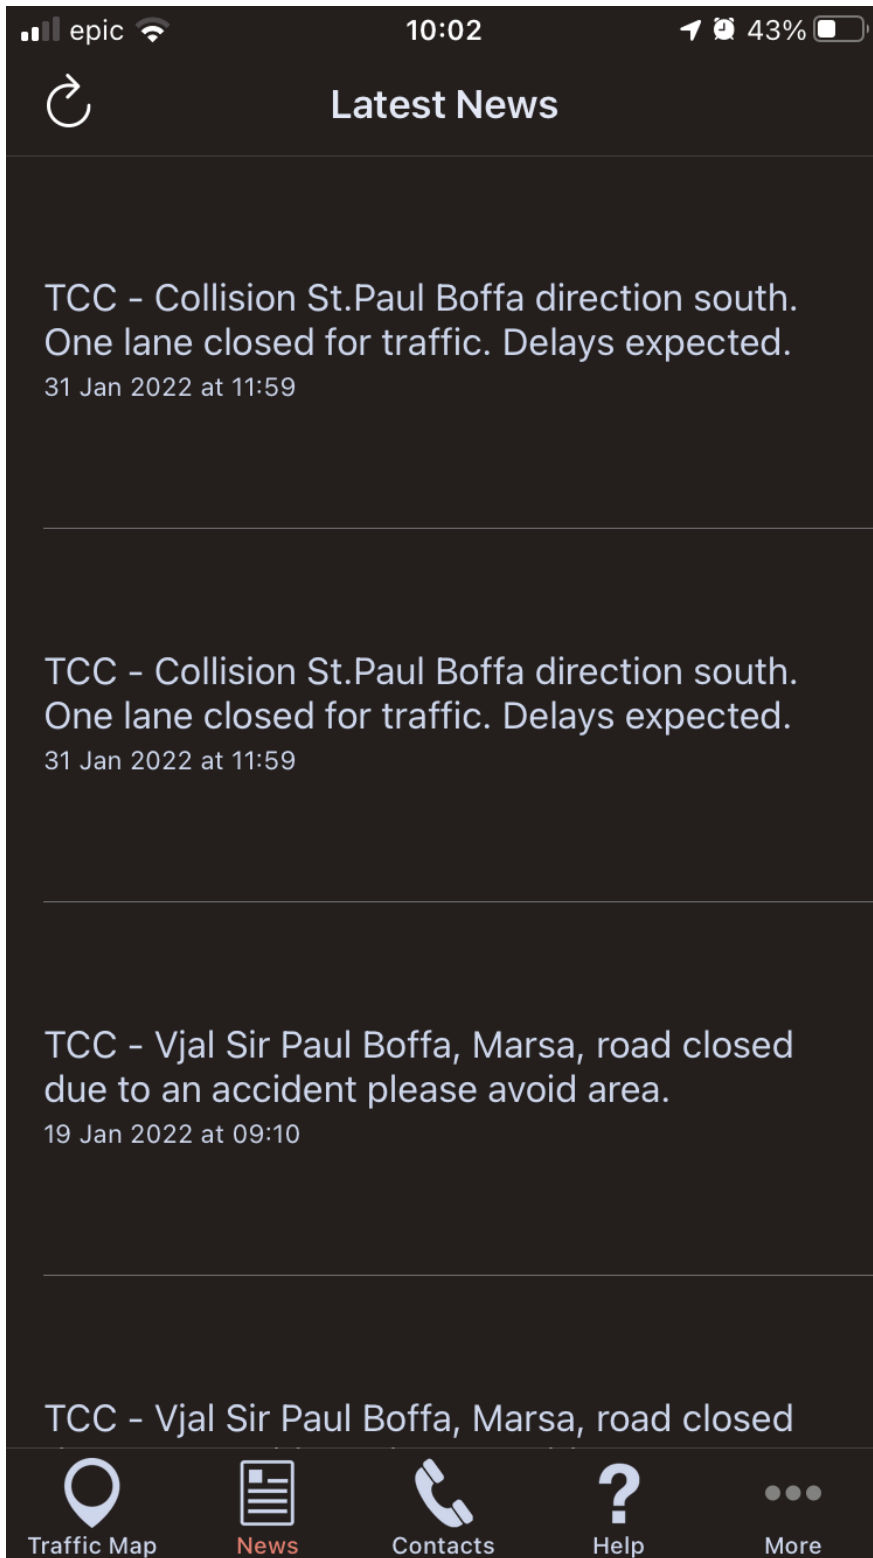 epic 10:02 43%
Latest News
TCC - Collision St.Paul Boffa direction south.
One lane closed for traffic. Delays expected.
31 Jan 2022 at 11:59
TCC - Collision St.Paul Boffa direction south.
One lane closed for traffic. Delays expected.
31 Jan 2022 at 11:59
TCC - Vjal Sir Paul Boffa, Marsa, road closed
due to an accident please avoid area.
19 Jan 2022 at 09:10
TCC - Vjal Sir Paul Boffa, Marsa, road closed
Traffic Map News Contacts Help More